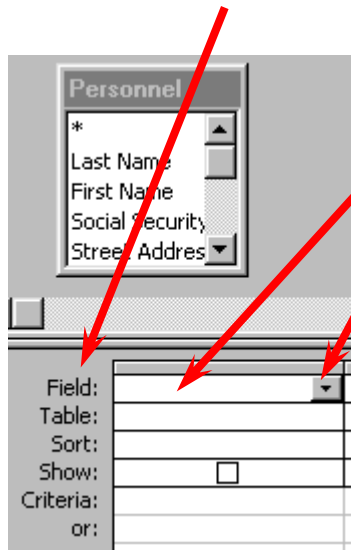 Personnel
*
Last Name
First Name
Social Security
Street Addres
Field:
Table:
Sort:
Show:
Criteria:
or: